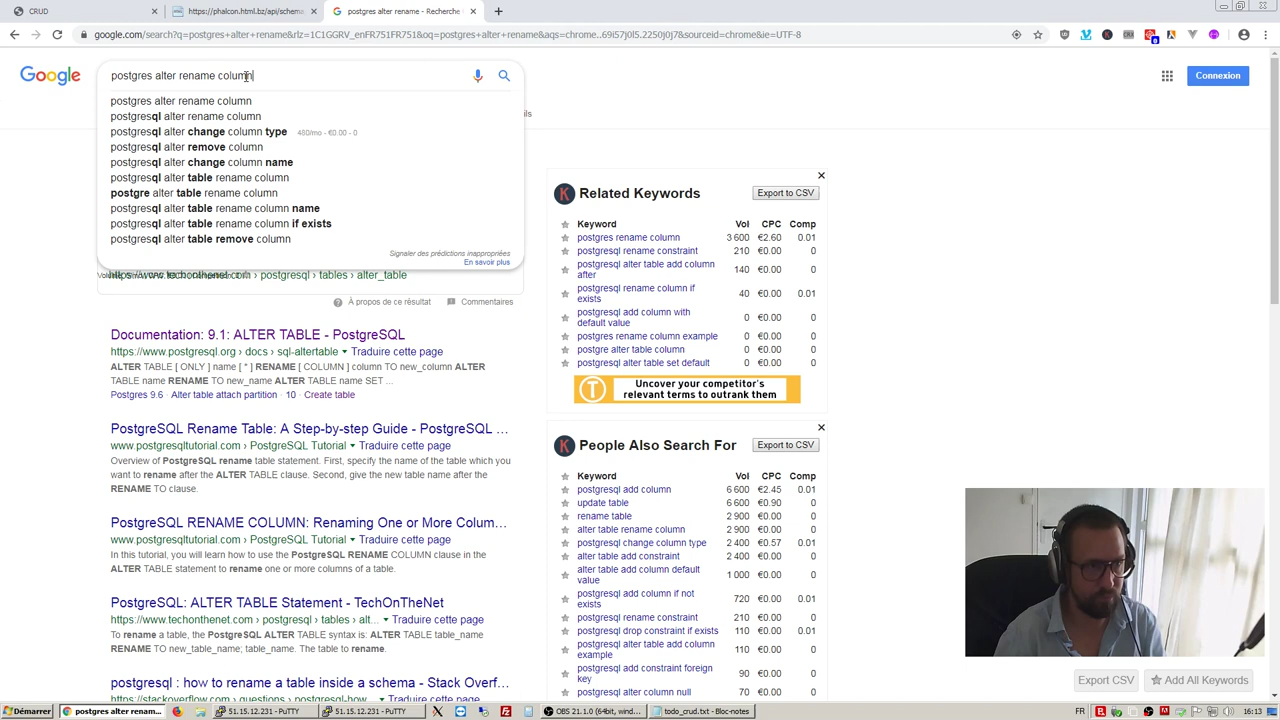 CRUD
https://phalcon.html.bz/api/schema
postgres alter rename - Recherche
google.com/search?q=postgres+alter+rename&rlz=1C1GGRV_enFR751FR751&oq=postgres+alter+rename&aqs=chrome..69i57j0l5.2250j0j7&sourceid=chrome&ie=UTF-8
Google
postgres alter rename column
Connexion
postgres alter rename column
postgresql alter rename column
postgresql alter change column type 480/mo - €0.00 - 0
postgresql alter remove column
postgresql alter change column name
postgresql alter table rename column
postgre alter table rename column
postgresql alter table rename column name
postgresql alter table rename column if exists
postgresql alter table remove column
Signaler des prédictions inappropriées
En savoir plus
https://www.techonthenet.com › postgresql › tables › alter_table
À propos de ce résultat
Commentaires
Documentation: 9.1: ALTER TABLE - PostgreSQL
https://www.postgresql.org › docs › sql-altertable Traduire cette page
ALTER TABLE [ ONLY ] name [ * ] RENAME [ COLUMN ] column TO new_column ALTER
TABLE name RENAME TO new_name ALTER TABLE name SET ...
Postgres 9.6 · Alter table attach partition · 10 · Create table
PostgreSQL Rename Table: A Step-by-step Guide - PostgreSQL ...
www.postgresqltutorial.com › PostgreSQL Tutorial Traduire cette page
Overview of PostgreSQL rename table statement. First, specify the name of the table which you
want to rename after the ALTER TABLE clause. Second, give the new table name after the
RENAME TO clause.
PostgreSQL RENAME COLUMN: Renaming One or More Colum...
www.postgresqltutorial.com › PostgreSQL Tutorial Traduire cette page
In this tutorial, you will learn how to use the PostgreSQL RENAME COLUMN clause in the
ALTER TABLE statement to rename one or more columns of a table.
PostgreSQL: ALTER TABLE Statement - TechOnTheNet
https://www.techonthenet.com › postgresql › tables › alt... Traduire cette page
To rename a table, the PostgreSQL ALTER TABLE syntax is: ALTER TABLE table_name
RENAME TO new_table_name; table_name. The table to rename.
postgresql : how to rename a table inside a schema - Stack Overf...
https://stackoverflow.com › questions › postgresql-how... Traduire cette page
Related Keywords
Export to CSV
Keyword Vol CPC Comp
postgres rename column 3 600 €2.60 0.01
postgresql rename constraint 210 €0.00 0
postgresql alter table add column
after 140 €0.00 0
postgres rename column if
exists 40 €0.00 0.01
postgresql add column with
default value 0 €0.00 0
postgres rename column example 0 €0.00 0
postgre alter table column 0 €0.00 0
postgresql alter table set default 0 €0.00 0
Uncover your competitor's
relevant terms to outrank them
People Also Search For
Export to CSV
Keyword Vol CPC Comp
postgresql add column 6 600 €2.45 0.01
update table 6 600 €0.90 0
rename table 2 900 €0.00 0
alter table rename column 2 900 €0.00 0
postgresql change column type 2 400 €0.57 0.01
alter table add constraint 2 400 €0.00 0
alter table add column default
value 1 000 €0.00 0
postgresql add column if not
exists 720 €0.00 0.01
postgres rename constraint 210 €0.00 0
postgresql drop constraint if exists 110 €0.00 0.01
postgresql alter table add column
example 110 €0.00 0
postgresql add constraint foreign
key 90 €0.00 0
postgresql alter column null 70 €0.00 0
Export CSV
Add All Keywords
Démarrer
postgres alter renam...
51.15.12.231 - PuTTY
51.15.12.231 - PuTTY
OBS 21.1.0 (64bit, wind...
todo_crud.txt - Bloc-notes
FR
16:13